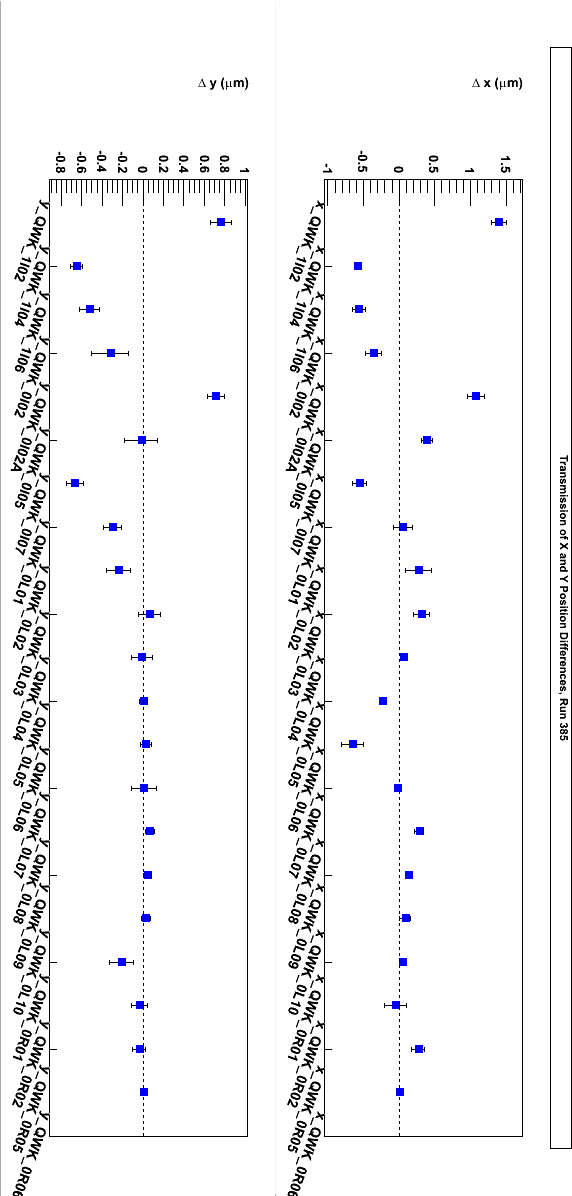 Transmission of X and Y Position Differences, Run 385
Δ x (μm)
1.5
1
0.5
0
-0.5
-1
x_QWK_1I02
x_QWK_1I04
x_QWK_1I06
x_QWK_0I02
x_QWK_0I02A
x_QWK_0I05
x_QWK_0I07
x_QWK_0L01
x_QWK_0L02
x_QWK_0L03
x_QWK_0L04
x_QWK_0L05
x_QWK_0L06
x_QWK_0L07
x_QWK_0L08
x_QWK_0L09
x_QWK_0L10
x_QWK_0R01
x_QWK_0R02
x_QWK_0R05
x_QWK_0R06
Δ y (μm)
1
0.8
0.6
0.4
0.2
0
-0.2
-0.4
-0.6
-0.8
y_QWK_1I02
y_QWK_1I04
y_QWK_1I06
y_QWK_0I02
y_QWK_0I02A
y_QWK_0I05
y_QWK_0I07
y_QWK_0L01
y_QWK_0L02
y_QWK_0L03
y_QWK_0L04
y_QWK_0L05
y_QWK_0L06
y_QWK_0L07
y_QWK_0L08
y_QWK_0L09
y_QWK_0L10
y_QWK_0R01
y_QWK_0R02
y_QWK_0R05
y_QWK_0R06